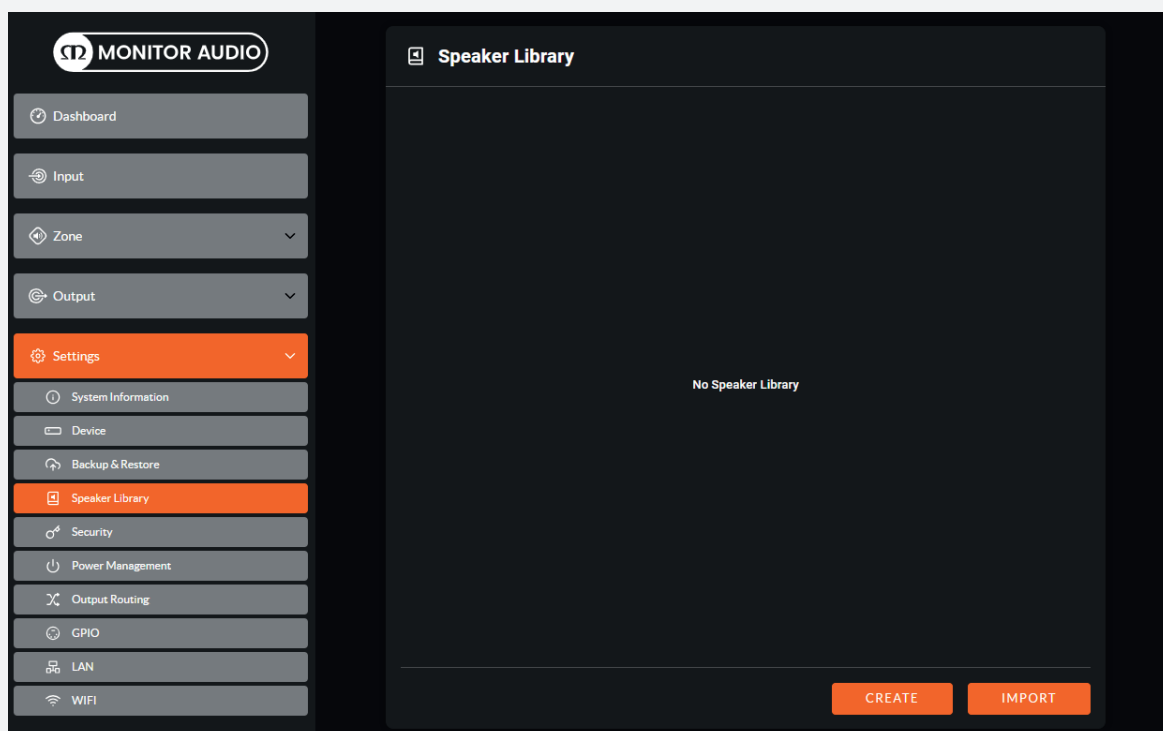 MONITOR AUDIO
Dashboard
Input
Zone
Output
Settings
System Information
Device
Backup & Restore
Speaker Library
Security
Power Management
Output Routing
GPIO
LAN
WIFI
Speaker Library
No Speaker Library
CREATE
IMPORT